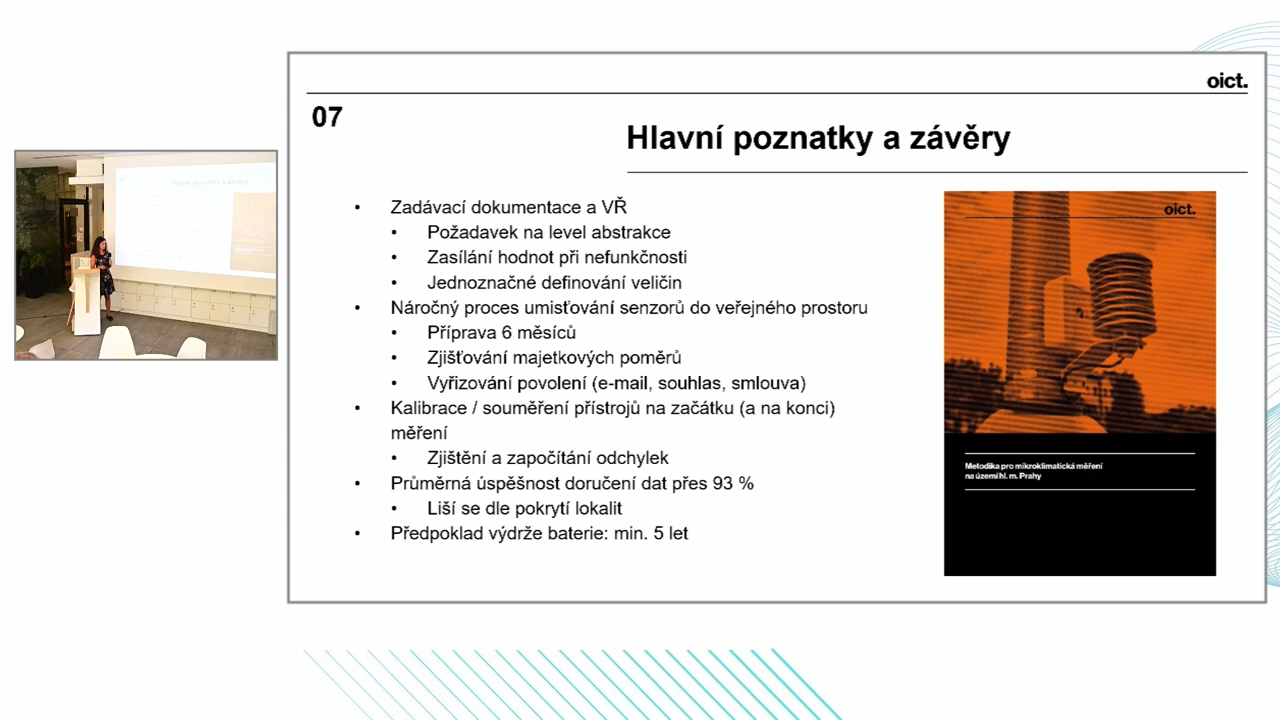 oict.
07
Hlavní poznatky a závěry
• Zadávací dokumentace a VŘ
• Požadavek na level abstrakce
• Zasílání hodnot při nefunkčnosti
• Jednoznačné definování veličin
• Náročný proces umisťování senzorů do veřejného prostoru
• Příprava 6 měsíců
• Zjišťování majetkových poměrů
• Vyřizování povolení (e-mail, souhlas, smlouva)
• Kalibrace / souměření přístrojů na začátku (a na konci)
měření
• Zjištění a započítání odchylek
• Průměrná úspěšnost doručení dat přes 93 %
• Liší se dle pokrytí lokalit
• Předpoklad výdrže baterie: min. 5 let
oict.
Metodika pro mikroklimatická měření
na území hl. m. Prahy